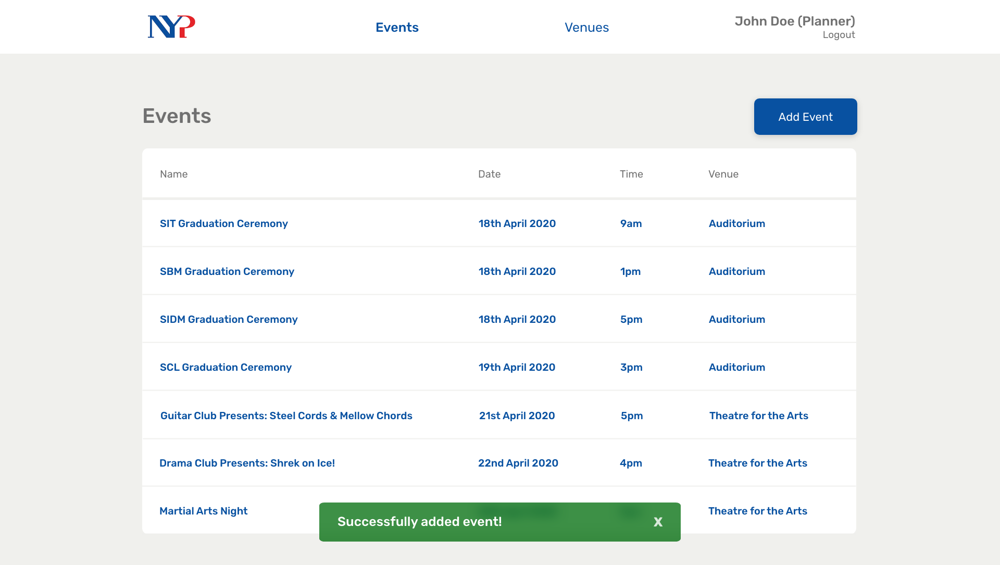 NYP
Events
Venues
John Doe (Planner)
Logout
Events
Add Event
Name Date Time Venue
SIT Graduation Ceremony 18th April 2020 9am Auditorium
SBM Graduation Ceremony 18th April 2020 1pm Auditorium
SIDM Graduation Ceremony 18th April 2020 5pm Auditorium
SCL Graduation Ceremony 19th April 2020 3pm Auditorium
Guitar Club Presents: Steel Cords & Mellow Chords 21st April 2020 5pm Theatre for the Arts
Drama Club Presents: Shrek on Ice! 22nd April 2020 4pm Theatre for the Arts
Martial Arts Night Theatre for the Arts
Successfully added event! X